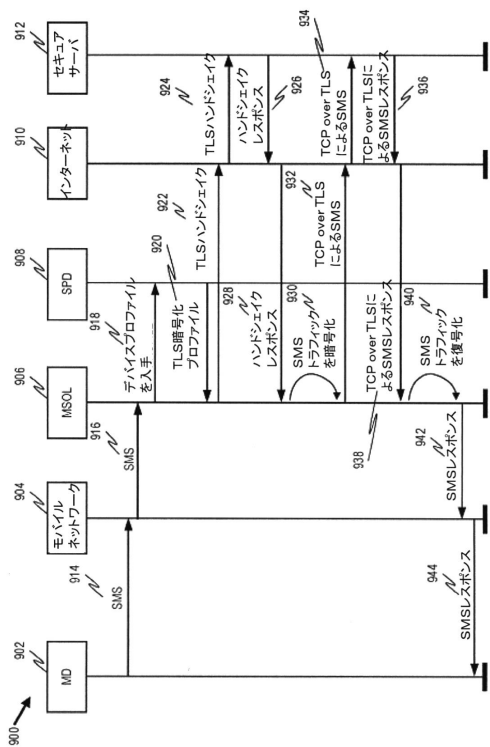 900
902
MD
904
モバイル
ネットワーク
906
MSOL
908
SPD
910
インターネット
912
セキュア
サーバ
914
SMS
916
SMS
918
デバイスプロファイル
を入手
920
TLS暗号化
プロファイル
922
TLSハンドシェイク
924
TLSハンドシェイク
926
ハンドシェイク
レスポンス
928
ハンドシェイク
レスポンス
930
SMS
トラフィック
を暗号化
932
TCP over TLS
によるSMS
934
TCP over TLS
によるSMS
936
TCP over TLSに
よるSMSレスポンス
938
TCP over TLSに
よるSMSレスポンス
940
SMS
トラフィック
を復号化
942
SMSレスポンス
944
SMSレスポンス